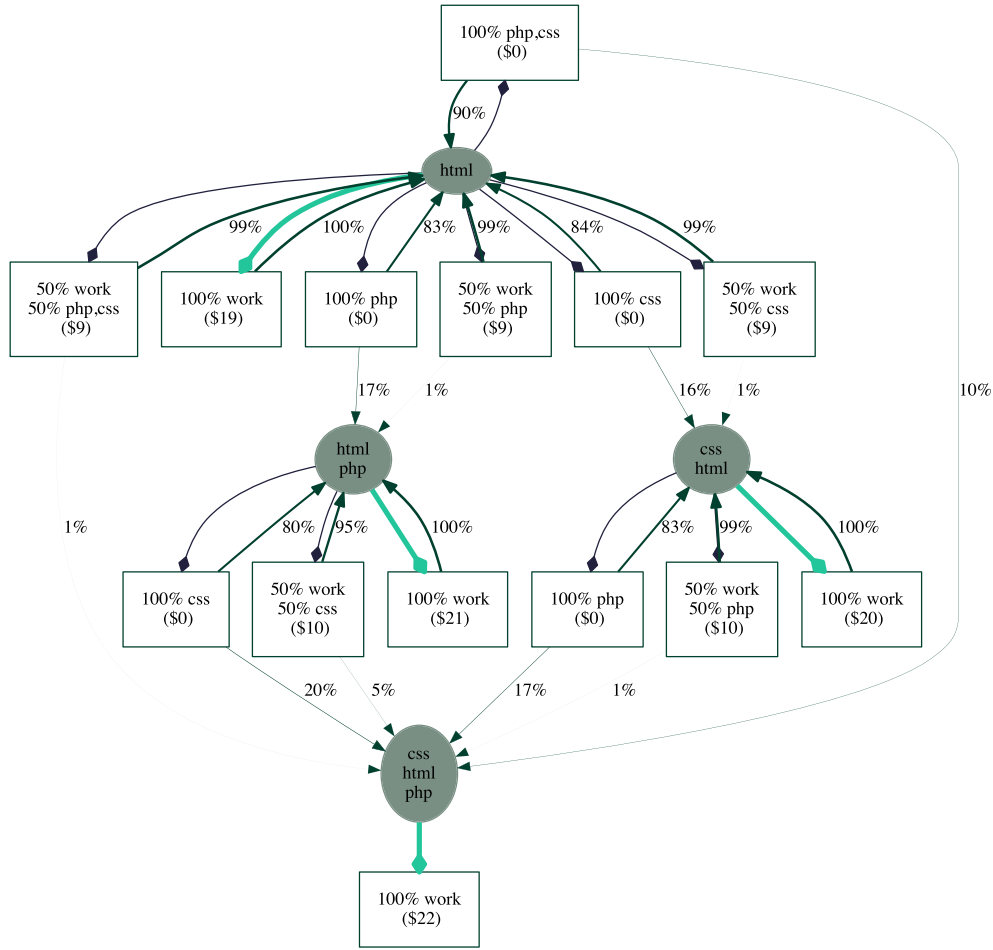 100% php,css
($0)
90%
html
99%
100%
83%
99%
84%
99%
50% work
50% php,css
($9)
100% work
($19)
100% php
($0)
50% work
50% php
($9)
100% css
($0)
50% work
50% css
($9)
17%
1%
16%
1%
10%
html
php
css
html
1%
80%
95%
100%
83%
99%
100%
100% css
($0)
50% work
50% css
($10)
100% work
($21)
100% php
($0)
50% work
50% php
($10)
100% work
($20)
20%
5%
17%
1%
css
html
php
100% work
($22)